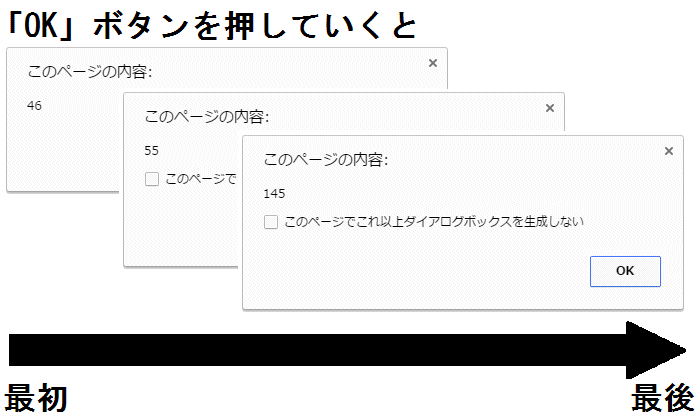 「OK」ボタンを押していくと
このページの内容:
46
このページの内容:
55
このページで
このページの内容:
145
このページでこれ以上ダイアログボックスを生成しない
OK
最初
最後